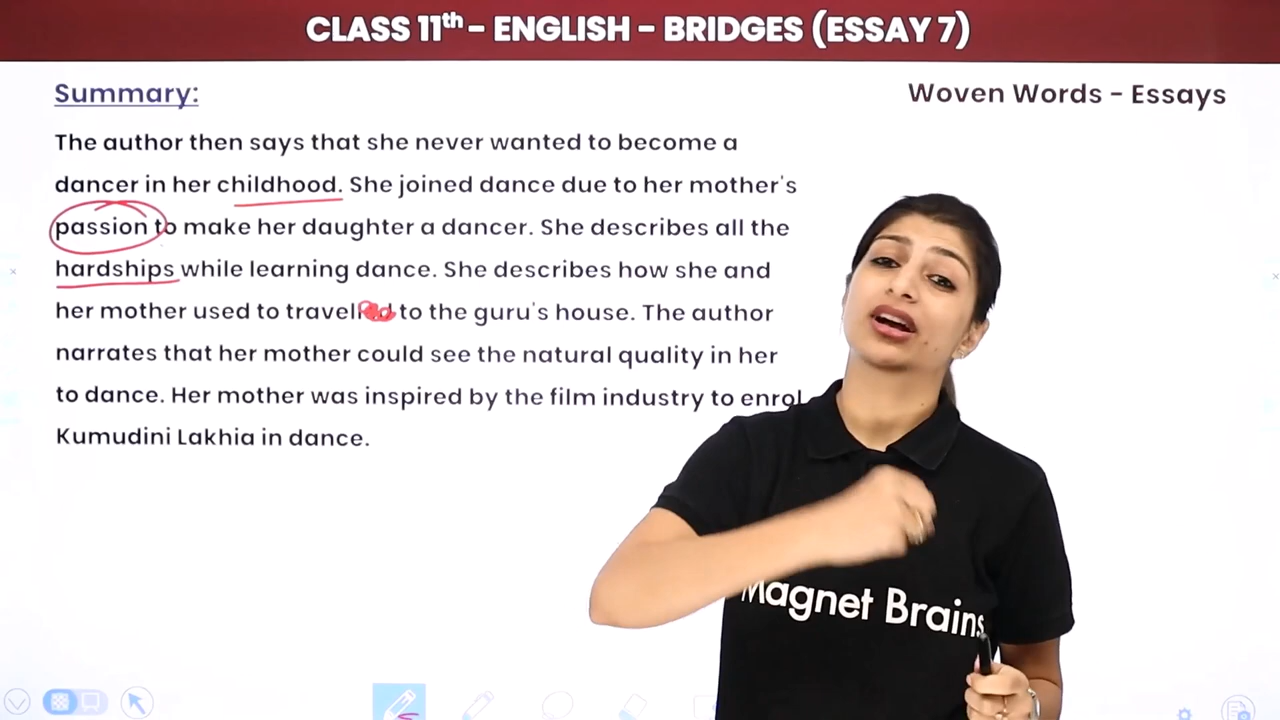 CLASS 11th - ENGLISH - BRIDGES (ESSAY 7)
Summary:
Woven Words - Essays
The author then says that she never wanted to become a
dancer in her childhood. She joined dance due to her mother's
passion to make her daughter a dancer. She describes all the
hardships while learning dance. She describes how she and
her mother used to travel to the guru's house. The author
narrates that her mother could see the natural quality in her
to dance. Her mother was inspired by the film industry to enrol
Kumudini Lakhia in dance.
Magnet Brains